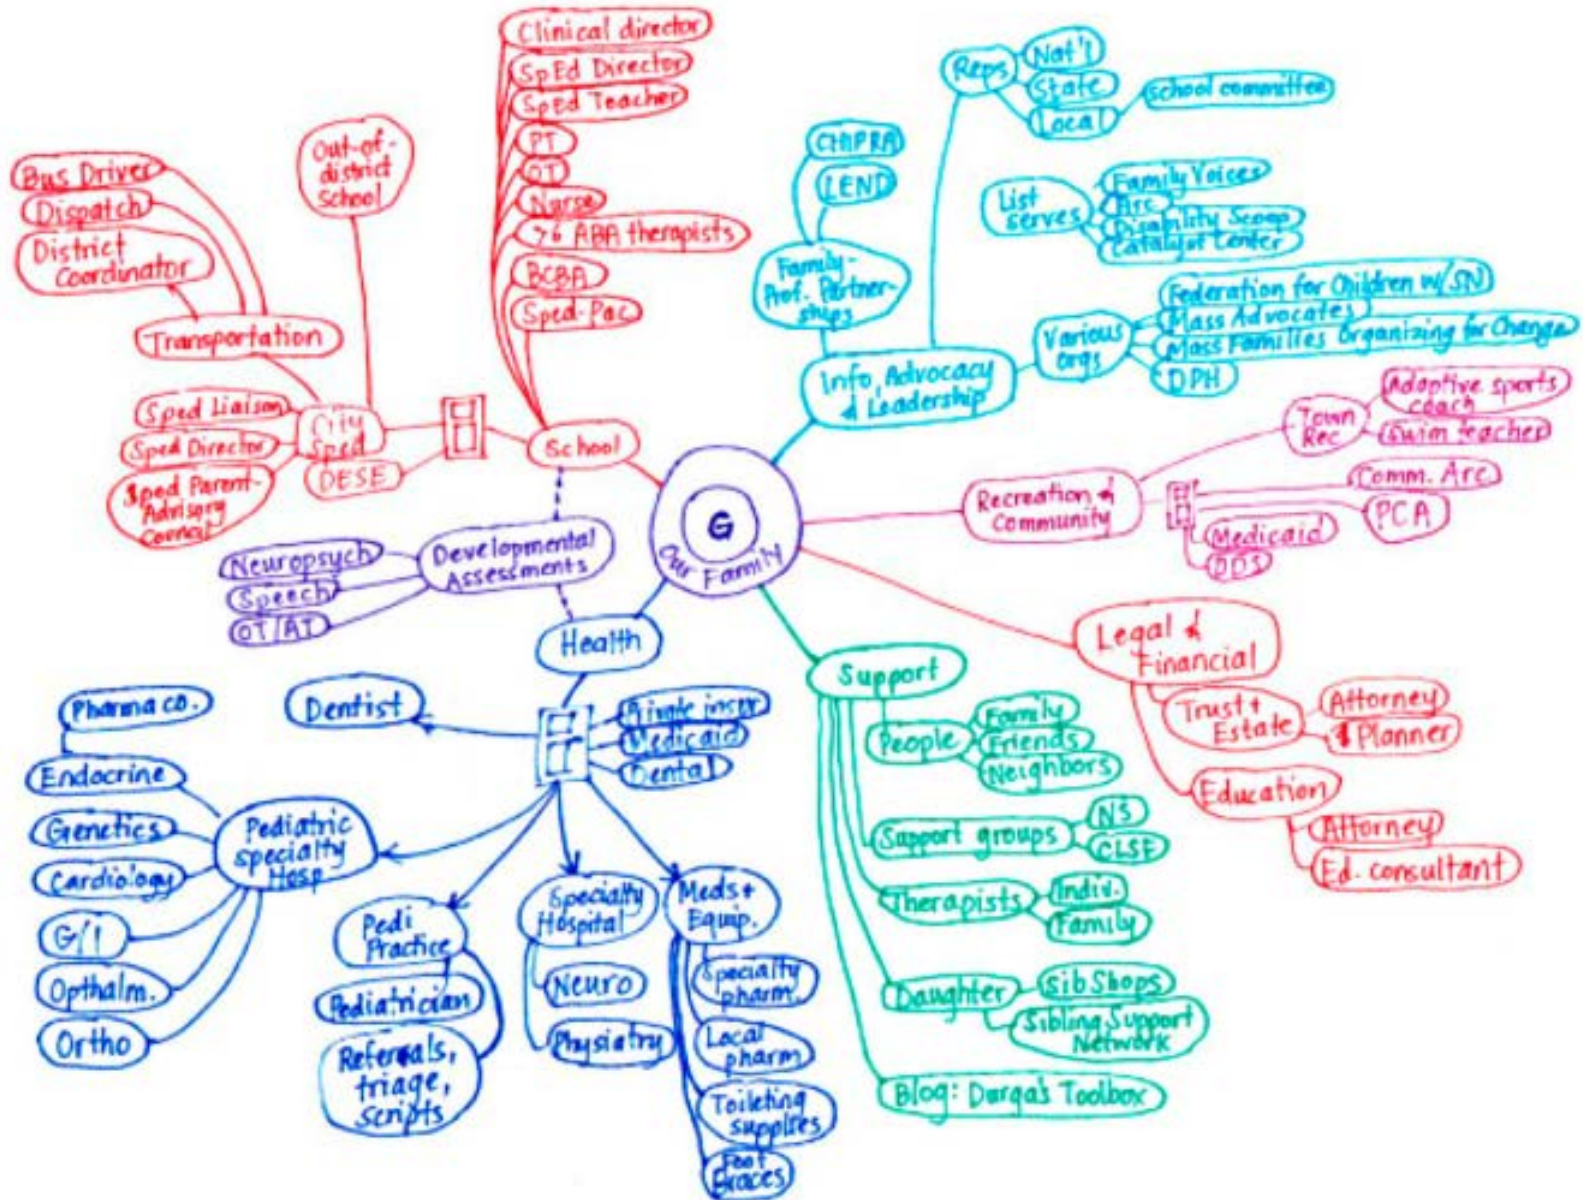 Clinical director
SpEd Director
Sped Teacher
PT
OT
Nurse
>6 ABA therapists
BCBA
Sped-Pac
Out-of-
district
School
Bus Driver
Dispatch
District
Coordinator
Transportation
Sped Liaison
Sped Director
Sped Parent-
Advisory
Council
City
Sped
DESE
School
Reps
Nat'l
State
Local
school committee
CHIPRA
LEND
Family-
Prof. Partner-
ships
List
serves
Family Voices
Arc
Disability Scoop
Catalyst Center
Various
orgs
Federation for Children w/SN
Mass Advocates
Mass Families Organizing for Change
DPH
Info, Advocacy
& Leadership
Town
Rec
Adaptive sports
coach
Swim teacher
Recreation &
Community
Comm. Arc.
PCA
Medicaid
DDS
G
Our Family
Developmental
Assessments
Neuropsych
Speech
OT/AT
Health
Dentist
Private insur.
Medicaid
Dental
Pharma co.
Endocrine
Genetics
Cardiology
G/I
Opthalm.
Ortho
Pediatric
specialty
Hosp
Pedi
Practice
Pediatrician
Referrals,
triage,
scripts
Specialty
Hospital
Neuro
Physiatry
Meds +
Equip.
Specialty
pharm.
Local
pharm
Toileting
supplies
Foot
Braces
Support
People
Family
Friends
Neighbors
Support groups
NS
CLSF
Therapists
Indiv.
Family
Daughter
SibShops
Sibling Support
Network
Blog: Durga's Toolbox
Legal &
Financial
Trust +
Estate
Attorney
$ Planner
Education
Attorney
Ed. consultant